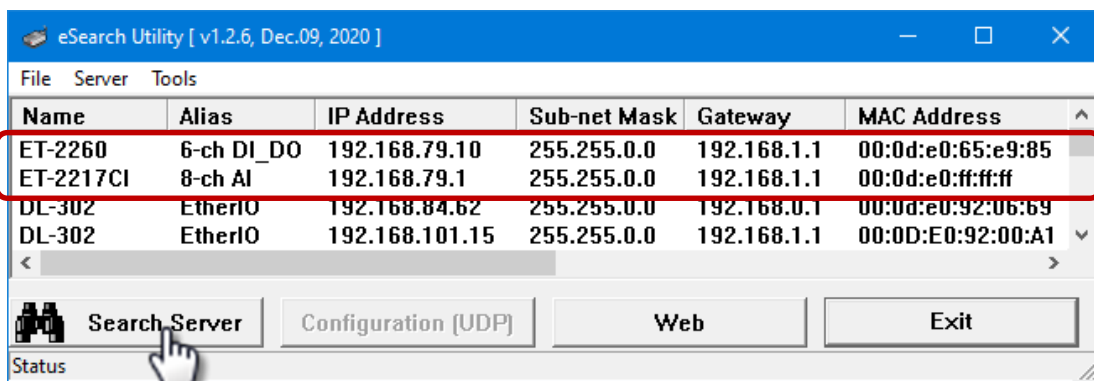 eSearch Utility [ v1.2.6, Dec.09, 2020 ]
File Server Tools
Name Alias IP Address Sub-net Mask Gateway MAC Address
ET-2260 6-ch DI_DO 192.168.79.10 255.255.0.0 192.168.1.1 00:0d:e0:65:e9:85
ET-2217CI 8-ch AI 192.168.79.1 255.255.0.0 192.168.1.1 00:0d:e0:ff:ff:ff
DL-302 EtherIO 192.168.84.62 255.255.0.0 192.168.0.1 00:0d:e0:92:06:69
DL-302 EtherIO 192.168.101.15 255.255.0.0 192.168.1.1 00:0D:E0:92:00:A1
Search Server Configuration (UDP) Web Exit
Status